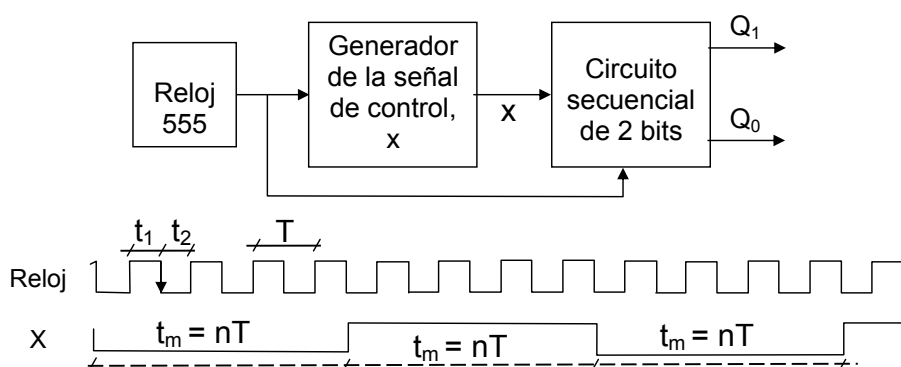 Reloj
555
Generador
de la señal
de control,
x
x
Circuito
secuencial
de 2 bits
Q1
Q0
t1 t2 T
Reloj
X
tm = nT
tm = nT
tm = nT